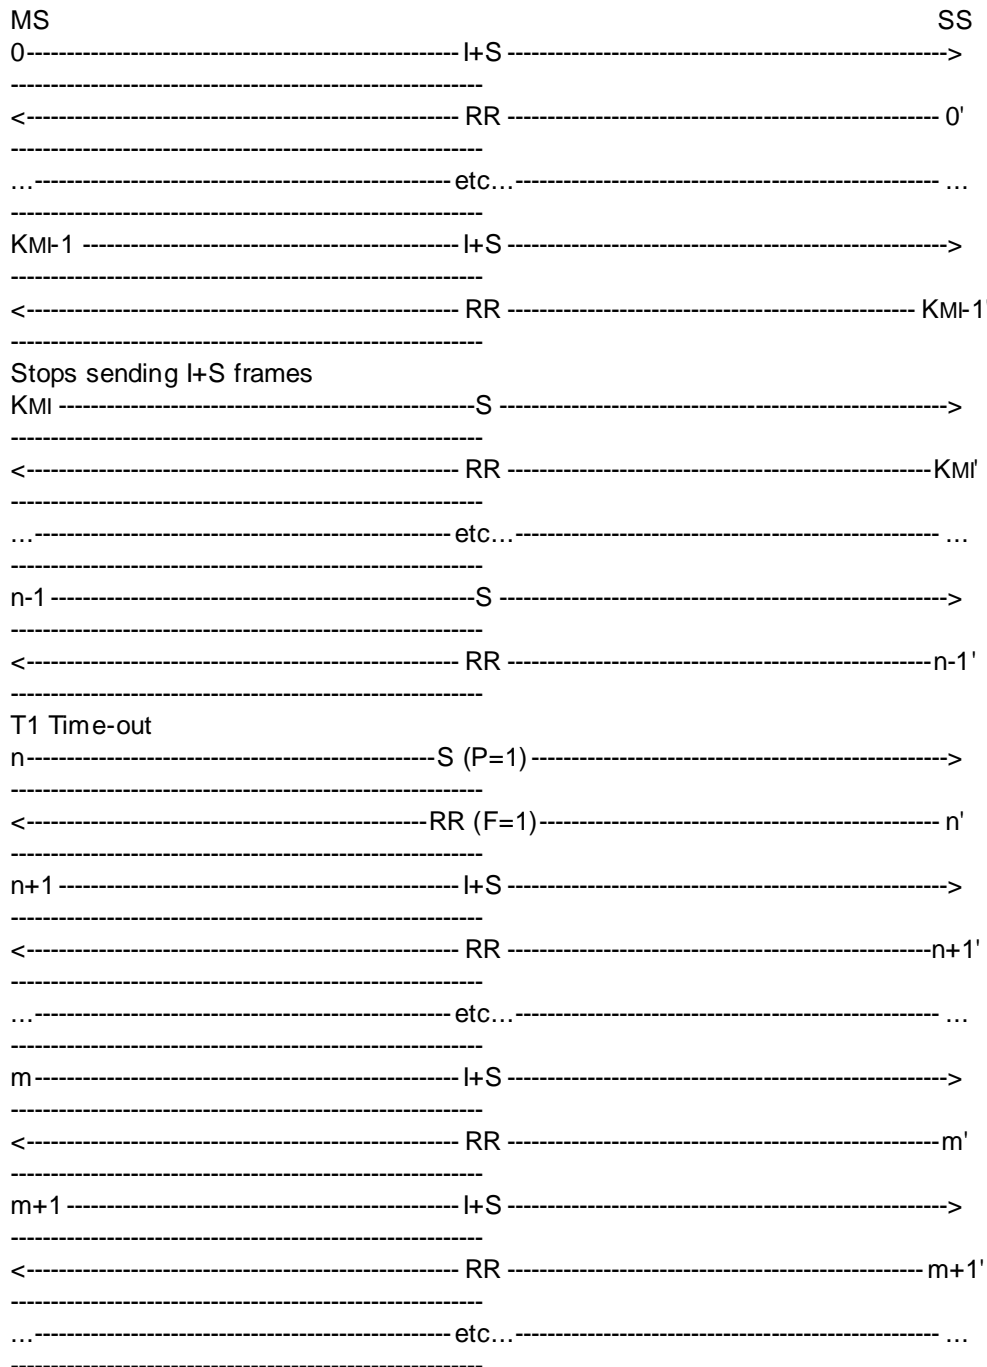 MS SS
0------------------------------------------------------ I+S ------------------------------------------------------->
-----------------------------------------------------------
<------------------------------------------------------ RR ------------------------------------------------------ 0'
-----------------------------------------------------------
...---------------------------------------------------- etc...----------------------------------------------------- ...
-----------------------------------------------------------
KMI-1 ----------------------------------------------- I+S ------------------------------------------------------->
-----------------------------------------------------------
<------------------------------------------------------ RR --------------------------------------------------- KMI-1'
-----------------------------------------------------------
Stops sending I+S frames
KMI ----------------------------------------------------S -------------------------------------------------------->
-----------------------------------------------------------
<------------------------------------------------------ RR -----------------------------------------------------KMI'
-----------------------------------------------------------
...---------------------------------------------------- etc...----------------------------------------------------- ...
-----------------------------------------------------------
n-1 -----------------------------------------------------S -------------------------------------------------------->
-----------------------------------------------------------
<------------------------------------------------------ RR -----------------------------------------------------n-1'
-----------------------------------------------------------
T1 Time-out
n---------------------------------------------------S (P=1) ---------------------------------------------------->
-----------------------------------------------------------
<--------------------------------------------------RR (F=1)-------------------------------------------------- n'
-----------------------------------------------------------
n+1 -------------------------------------------------- I+S ------------------------------------------------------->
-----------------------------------------------------------
<------------------------------------------------------ RR -----------------------------------------------------n+1'
-----------------------------------------------------------
...---------------------------------------------------- etc...----------------------------------------------------- ...
-----------------------------------------------------------
m----------------------------------------------------- I+S ------------------------------------------------------->
-----------------------------------------------------------
<------------------------------------------------------ RR ------------------------------------------------------m'
-----------------------------------------------------------
m+1 ------------------------------------------------- I+S ------------------------------------------------------->
-----------------------------------------------------------
<------------------------------------------------------ RR ---------------------------------------------------- m+1'
-----------------------------------------------------------
...---------------------------------------------------- etc...----------------------------------------------------- ...
-----------------------------------------------------------